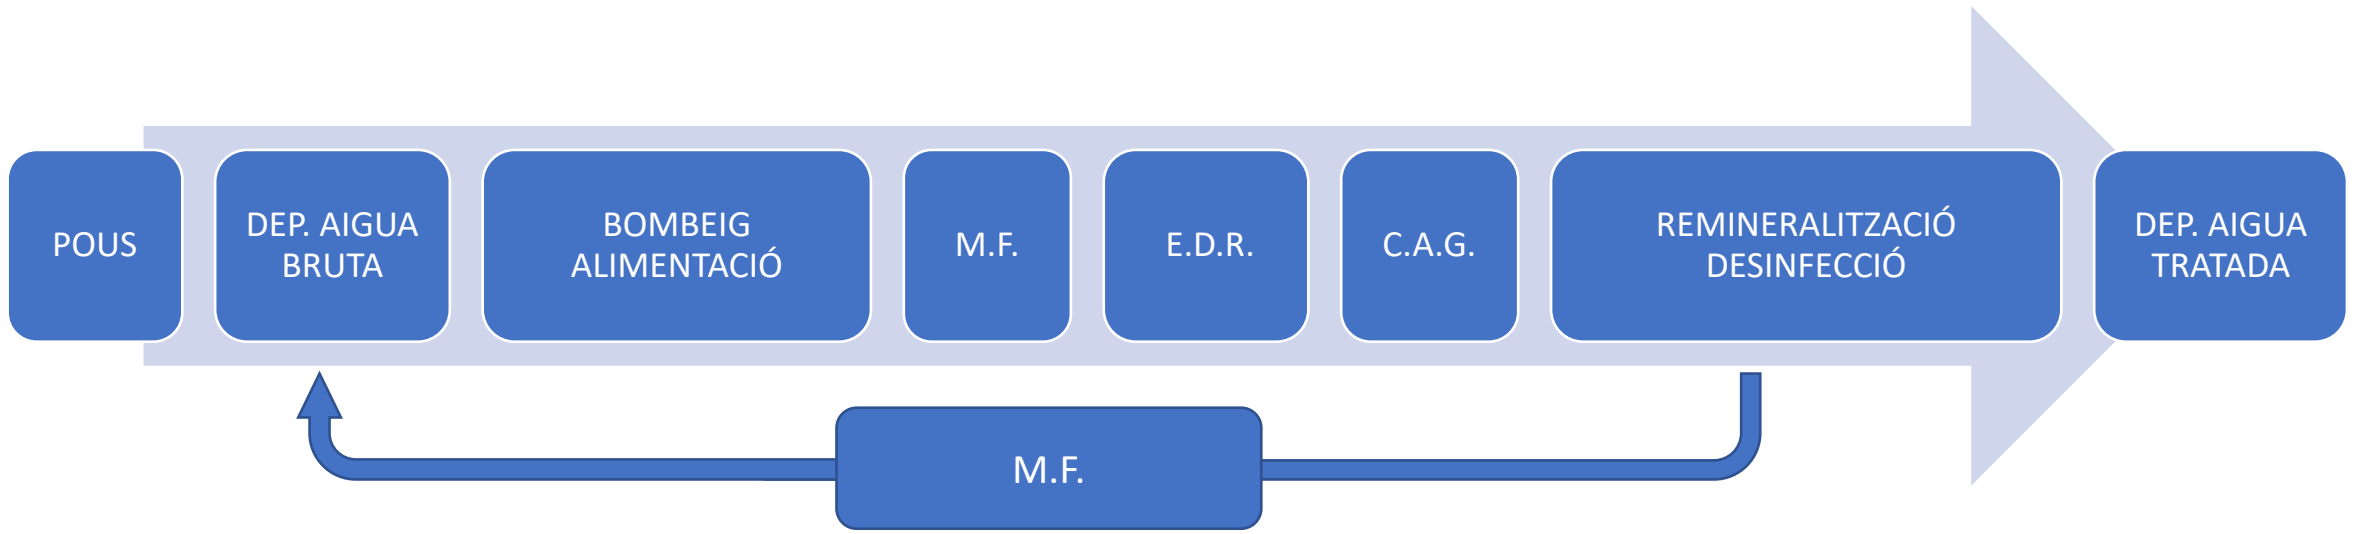 POUS
DEP. AIGUA
BRUTA
BOMBEIG
ALIMENTACIÓ
M.F.
E.D.R.
C.A.G.
REMINERALITZACIÓ
DESINFECCIÓ
DEP. AIGUA
TRATADA
M.F.